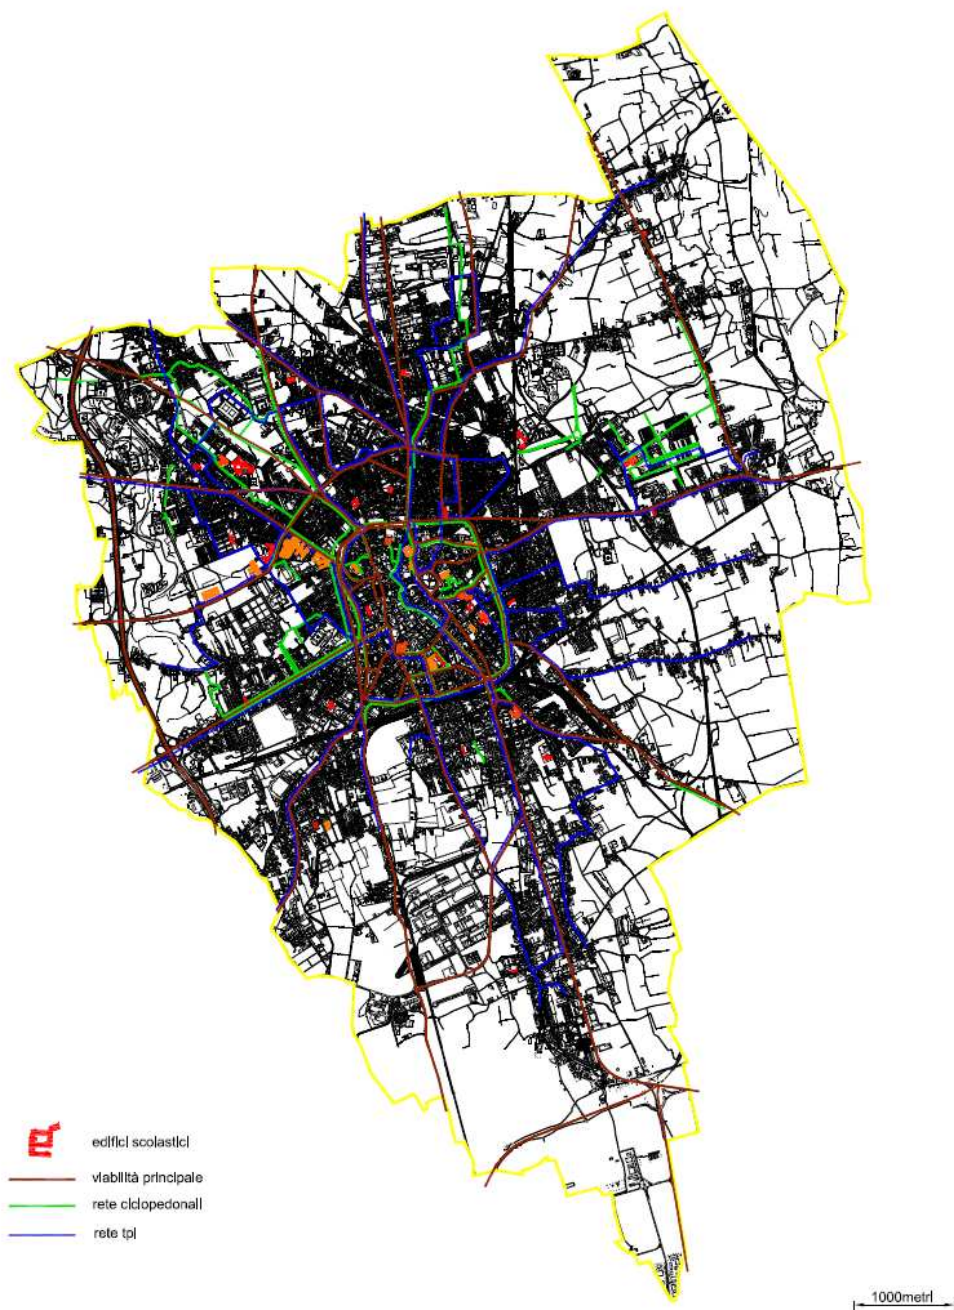 edifici scolastici
viabilità principale
rete ciclopedonali
rete tpl
1000metri